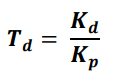 T_d = K_d / K_p